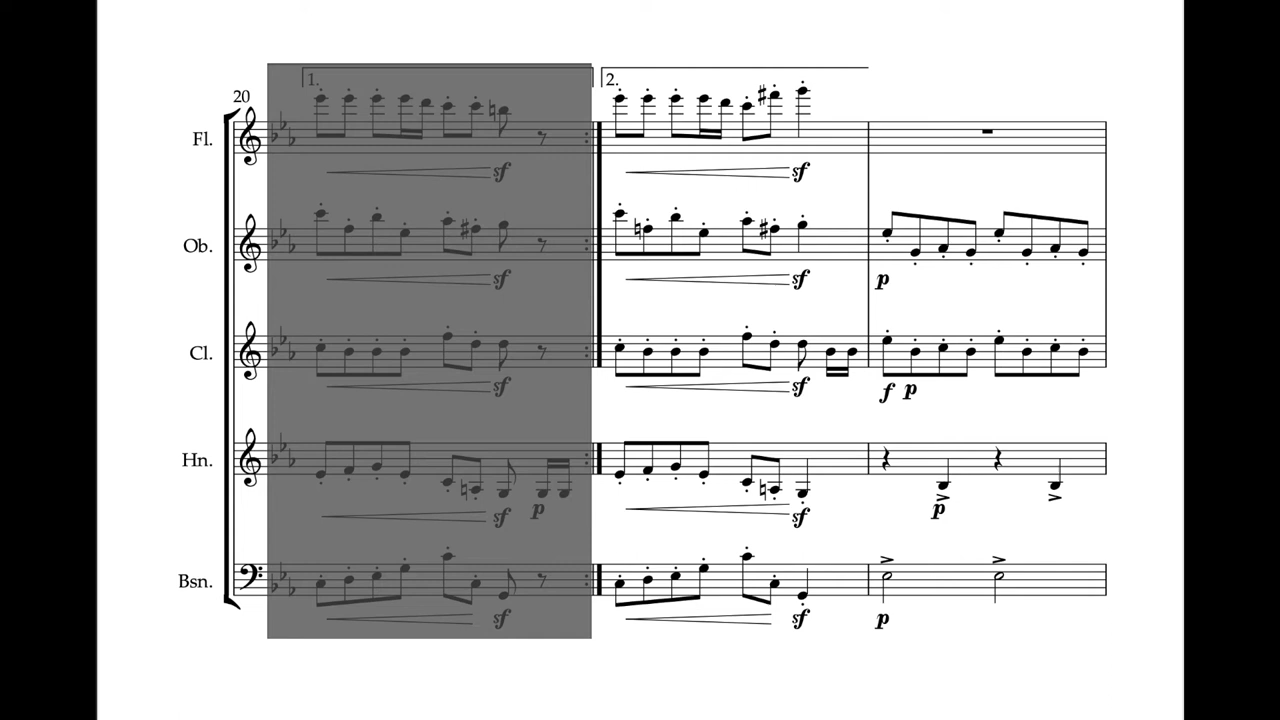 1. 2.
20
Fl.
sf sf
Ob.
sf sf p
Cl.
sf sf f p
Hn.
sf p sf p
Bsn.
sf sf p